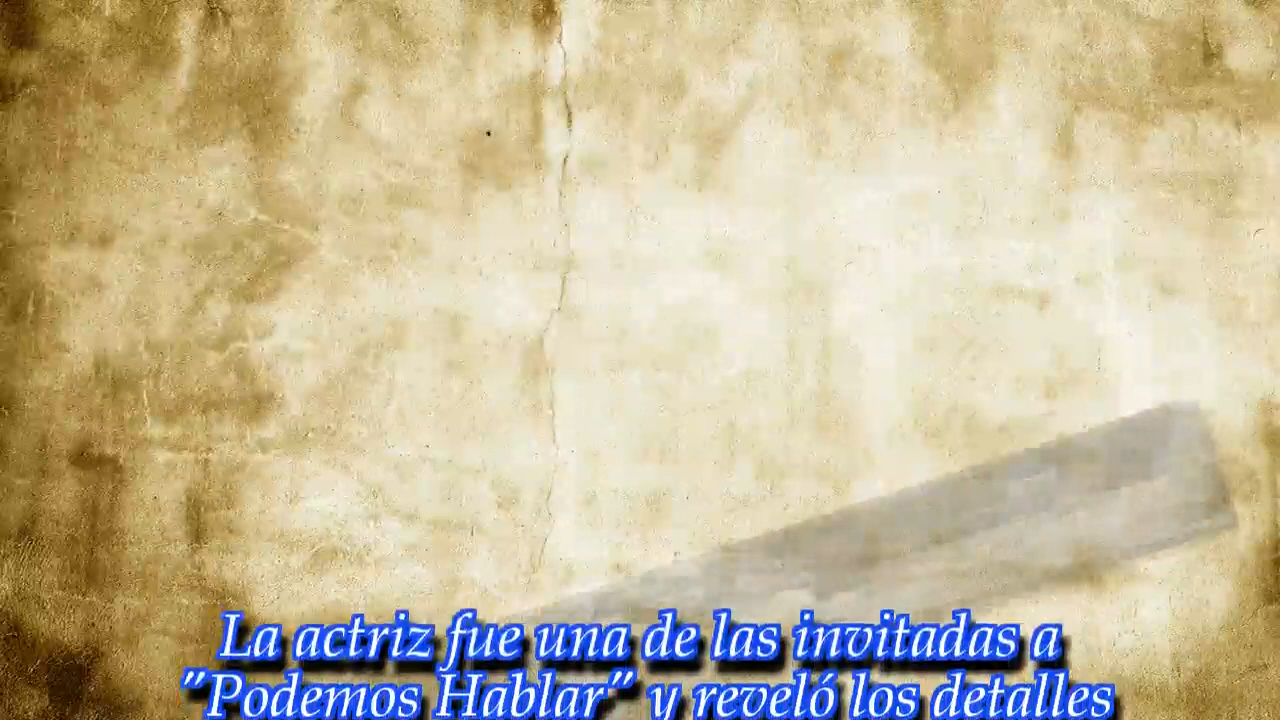 La actriz fue una de las invitadas a
"Podemos Hablar" y reveló los detalles